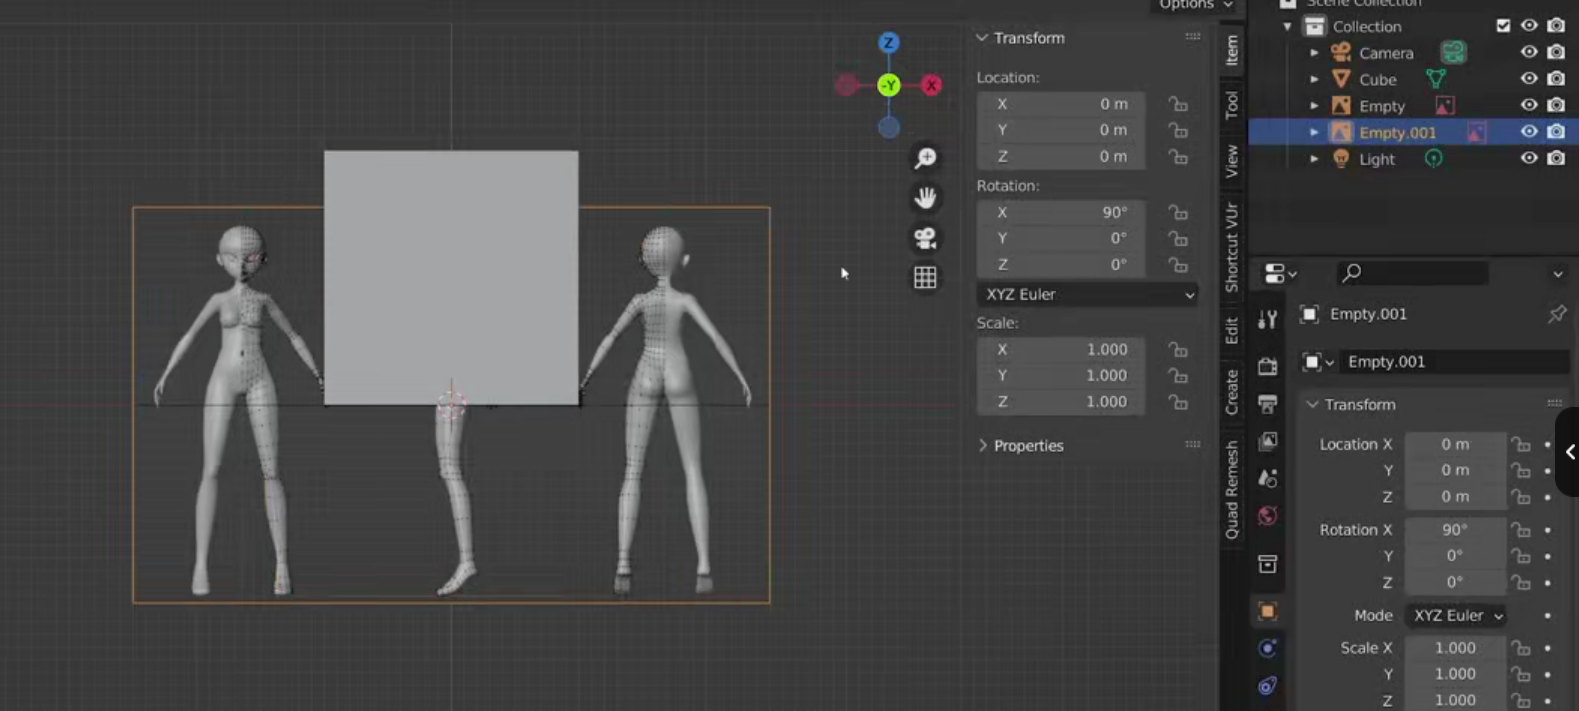 Options
Scene Collection
Z
-Y
X
Transform
Location:
X 0 m
Y 0 m
Z 0 m
Rotation:
X 90°
Y 0°
Z 0°
XYZ Euler
Scale:
X 1.000
Y 1.000
Z 1.000
Properties
Item
Tool
View
Shortcut VUr
Edit
Create
Quad Remesh
Collection
Camera
Cube
Empty
Empty.001
Light
Empty.001
Empty.001
Transform
Location X 0 m
Y 0 m
Z 0 m
Rotation X 90°
Y 0°
Z 0°
Mode XYZ Euler
Scale X 1.000
Y 1.000
Z 1.000